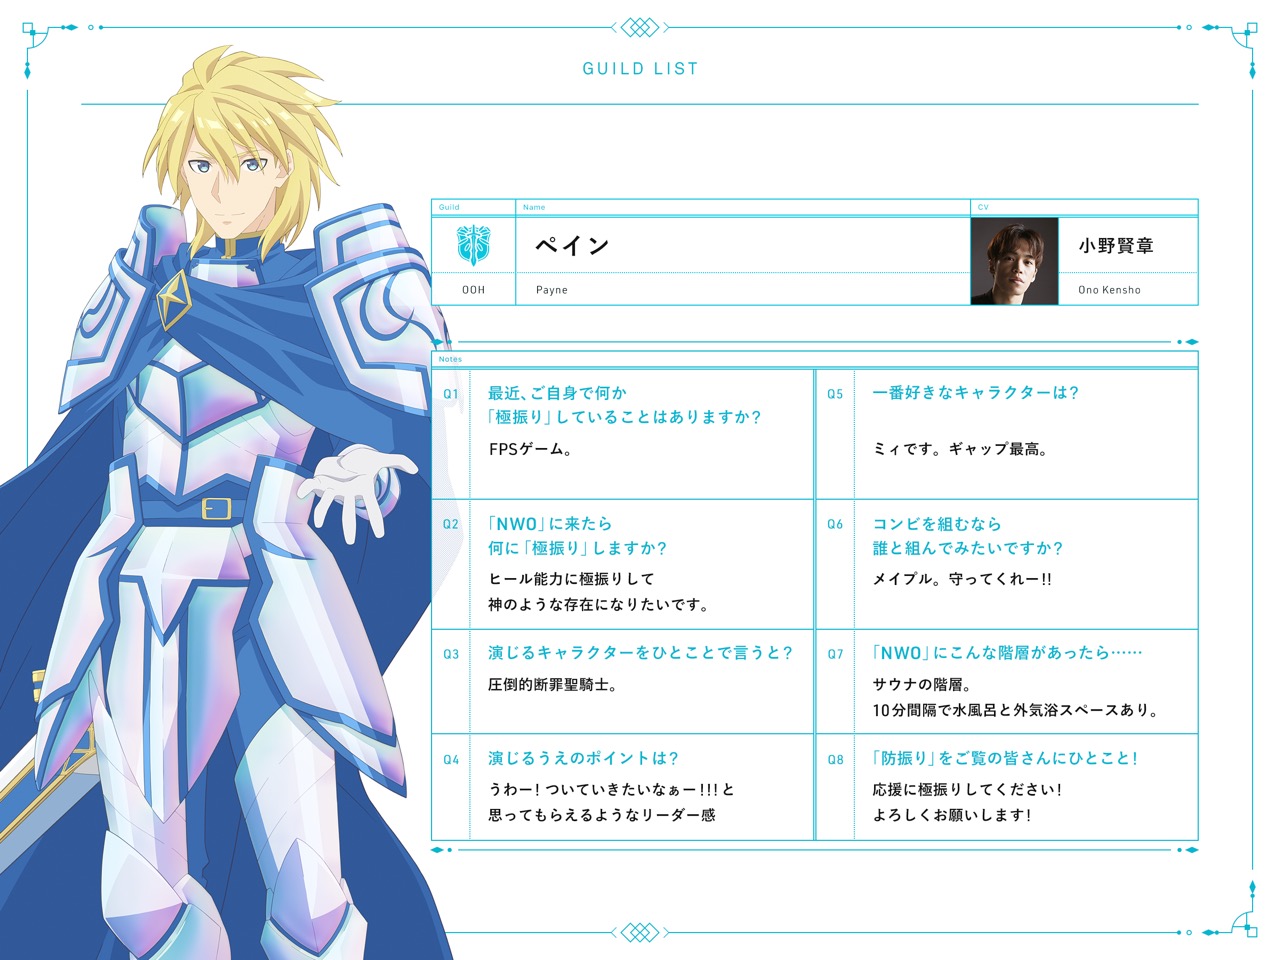 GUILD LIST
Guild
Name
CV
ペイン
小野賢章
OOH
Payne
Ono Kensho
Notes
Q1
最近、ご自身で何か
「極振り」していることはありますか?
FPSゲーム。
Q2
「NWO」に来たら
何に「極振り」しますか?
ヒール能力に極振りして
神のような存在になりたいです。
Q3
演じるキャラクターをひとことで言うと?
圧倒的断罪聖騎士。
Q4
演じるうえのポイントは?
うわー! ついていきたいなぁー!!! と
思ってもらえるようなリーダー感
Q5
一番好きなキャラクターは?
ミィです。ギャップ最高。
Q6
コンビを組むなら
誰と組んでみたいですか?
メイプル。守ってくれー!!
Q7
「NWO」にこんな階層があったら……
サウナの階層。
10分間隔で水風呂と外気浴スペースあり。
Q8
「防振り」をご覧の皆さんにひとこと!
応援に極振りしてください!
よろしくお願いします!